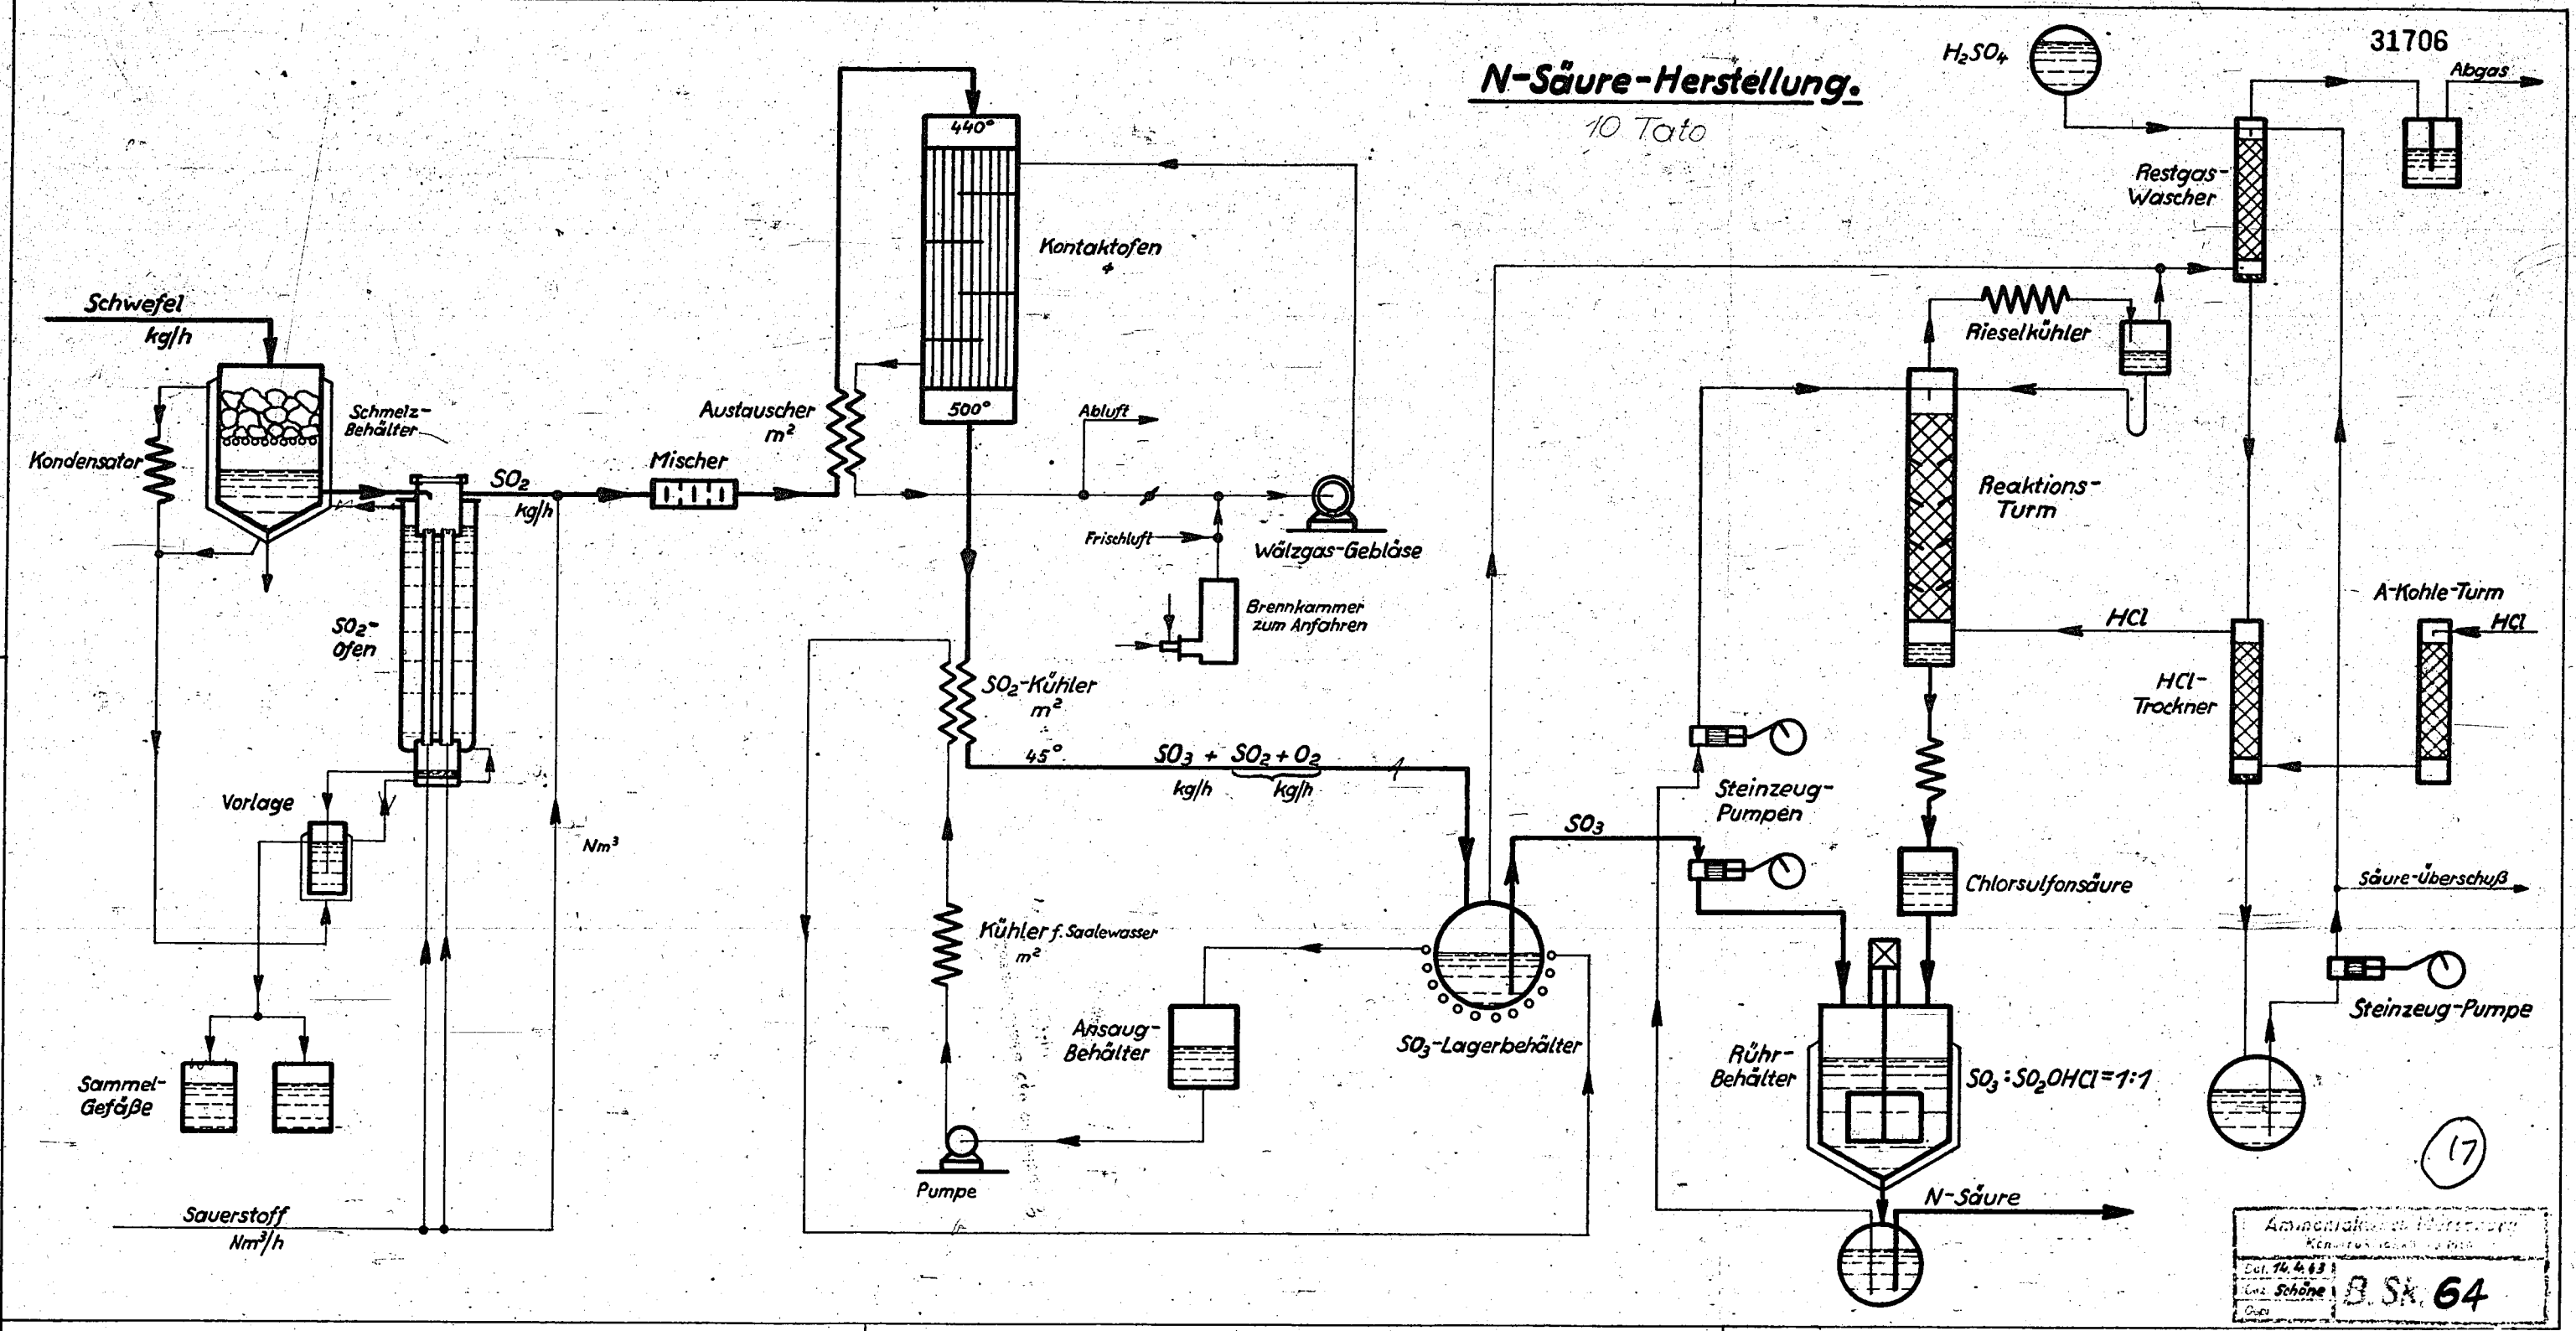 31706
N-Säure-Herstellung.
10 Tato
H₂SO₄
Abgas
Restgas-
Wascher
440°
Kontaktofen
ϕ
500°
Schwefel
kg/h
Schmelz-
Behälter
Kondensator
SO₂
kg/h
Mischer
Austauscher
m²
Abluft
Frischluft
Wälzgas-Gebläse
Brennkammer
zum Anfahren
Rieselkühler
Reaktions-
Turm
A-Kohle-Turm
HCl
HCl
HCl-
Trockner
SO₂-
Ofen
SO₂-Kühler
m²
45°
SO₃ + SO₂ + O₂
kg/h
kg/h
Steinzeug-
Pumpen
SO₃
Vorlage
Nm³
Chlorsulfonsäure
Säure-Überschuß
Kühler f. Saalewasser
m²
Ansaug-
Behälter
SO₃-Lagerbehälter
Steinzeug-Pumpe
Rühr-
Behälter
SO₃ : SO₂OHCl = 1:1
Sammel-
Gefäße
Pumpe
N-Säure
Sauerstoff
Nm³/h
17
14.4.43
Schöne
B. Sk. 64